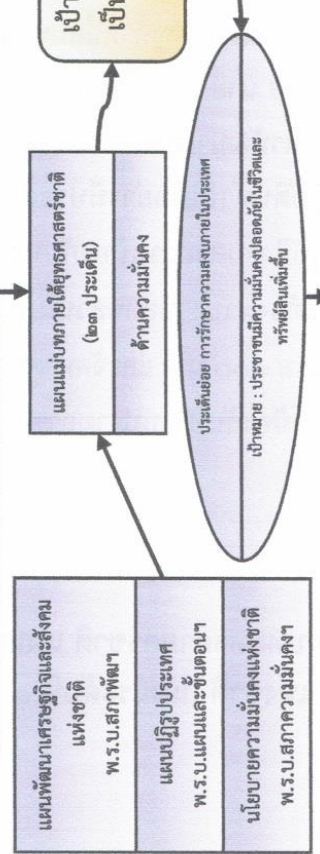 แผนพัฒนาเศรษฐกิจและสังคม
แห่งชาติ
พ.ร.บ.สภาพัฒฯ
แผนปฏิรูปประเทศ
พ.ร.บ.แผนและขั้นตอนฯ
นโยบายความมั่นคงแห่งชาติ
พ.ร.บ.สภาความมั่นคงฯ
แผนแม่บทภายใต้ยุทธศาสตร์ชาติ
(๒๓ ประเด็น)
ด้านความมั่นคง
ประเด็นย่อย การรักษาความสงบภายในประเทศ
เป้าหมาย : ประชาชนมีความมั่นคงปลอดภัยในชีวิตและ
ทรัพย์สินเพิ่มขึ้น
เป้า
เป็น